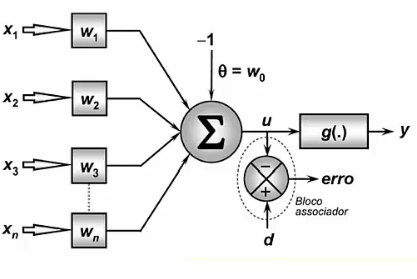 x1 w1
−1
θ = w0
x2 w2
Σ u g(.) y
x3 w3
−
+
erro
Bloco
associador
xn wn
d